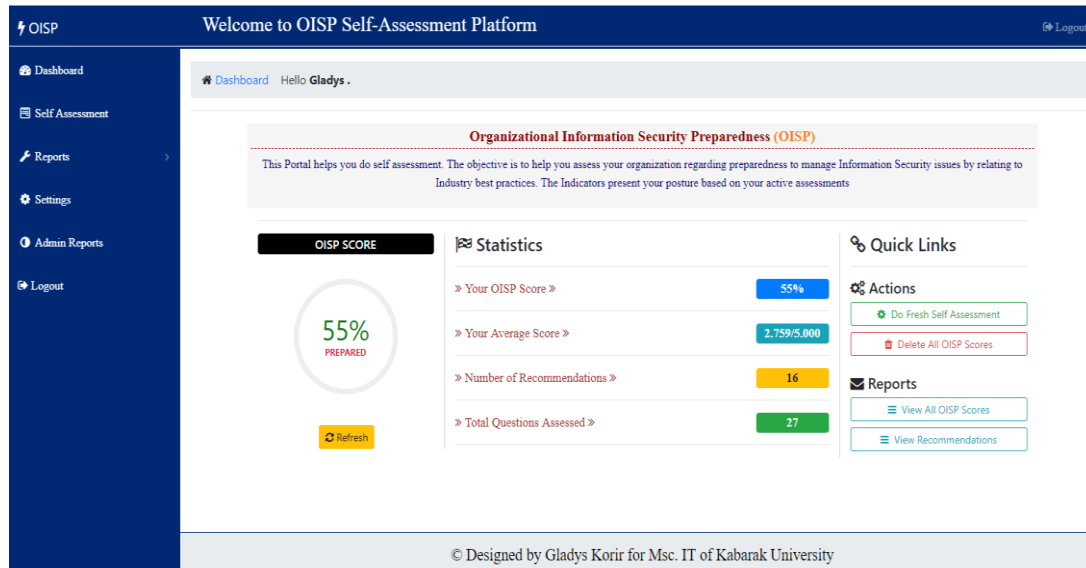 OISP
Welcome to OISP Self-Assessment Platform
Logout
Dashboard
Self Assessment
Reports
Settings
Admin Reports
Logout
Dashboard Hello Gladys .
Organizational Information Security Preparedness (OISP)
This Portal helps you do self assessment. The objective is to help you assess your organization regarding preparedness to manage Information Security issues by relating to
Industry best practices. The Indicators present your posture based on your active assessments
OISP SCORE
55%
PREPARED
Refresh
Statistics
» Your OISP Score » 55%
» Your Average Score » 2.759/5.000
» Number of Recommendations » 16
» Total Questions Assessed » 27
Quick Links
Actions
Do Fresh Self Assessment
Delete All OISP Scores
Reports
View All OISP Scores
View Recommendations
© Designed by Gladys Korir for Msc. IT of Kabarak University